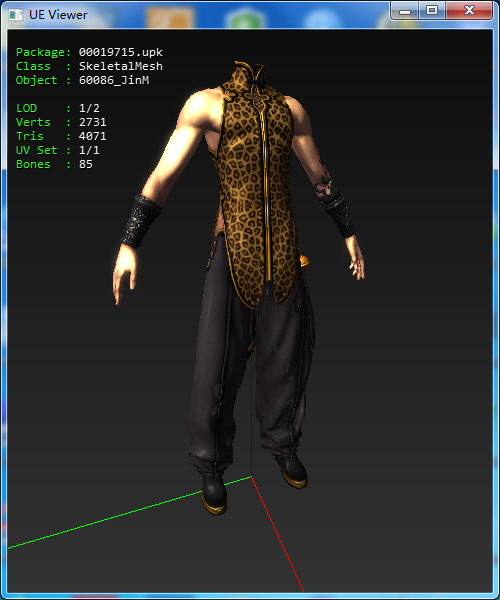 UE Viewer
Package: 00019715.upk
Class : SkeletalMesh
Object : 60086_JinM
LOD : 1/2
Verts : 2731
Tris : 4071
UV Set : 1/1
Bones : 85